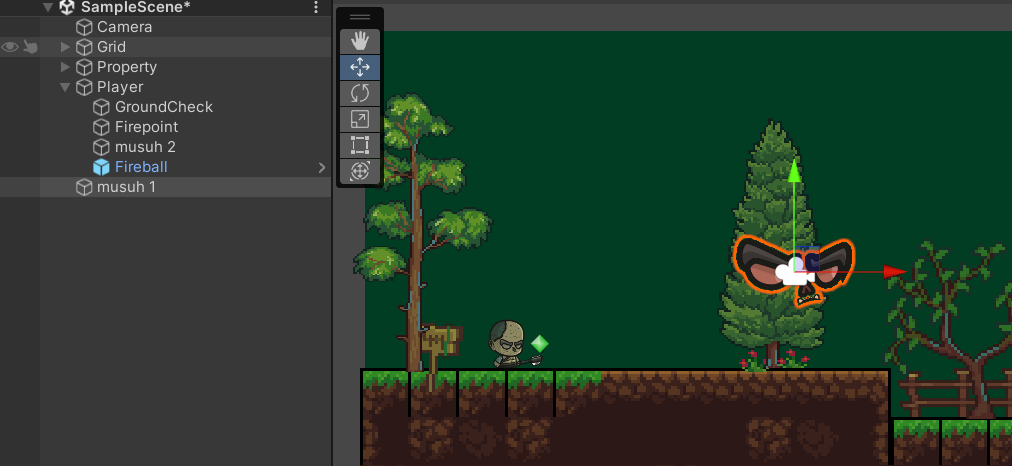 SampleScene*
Camera
Grid
Property
Player
GroundCheck
Firepoint
musuh 2
Fireball
musuh 1